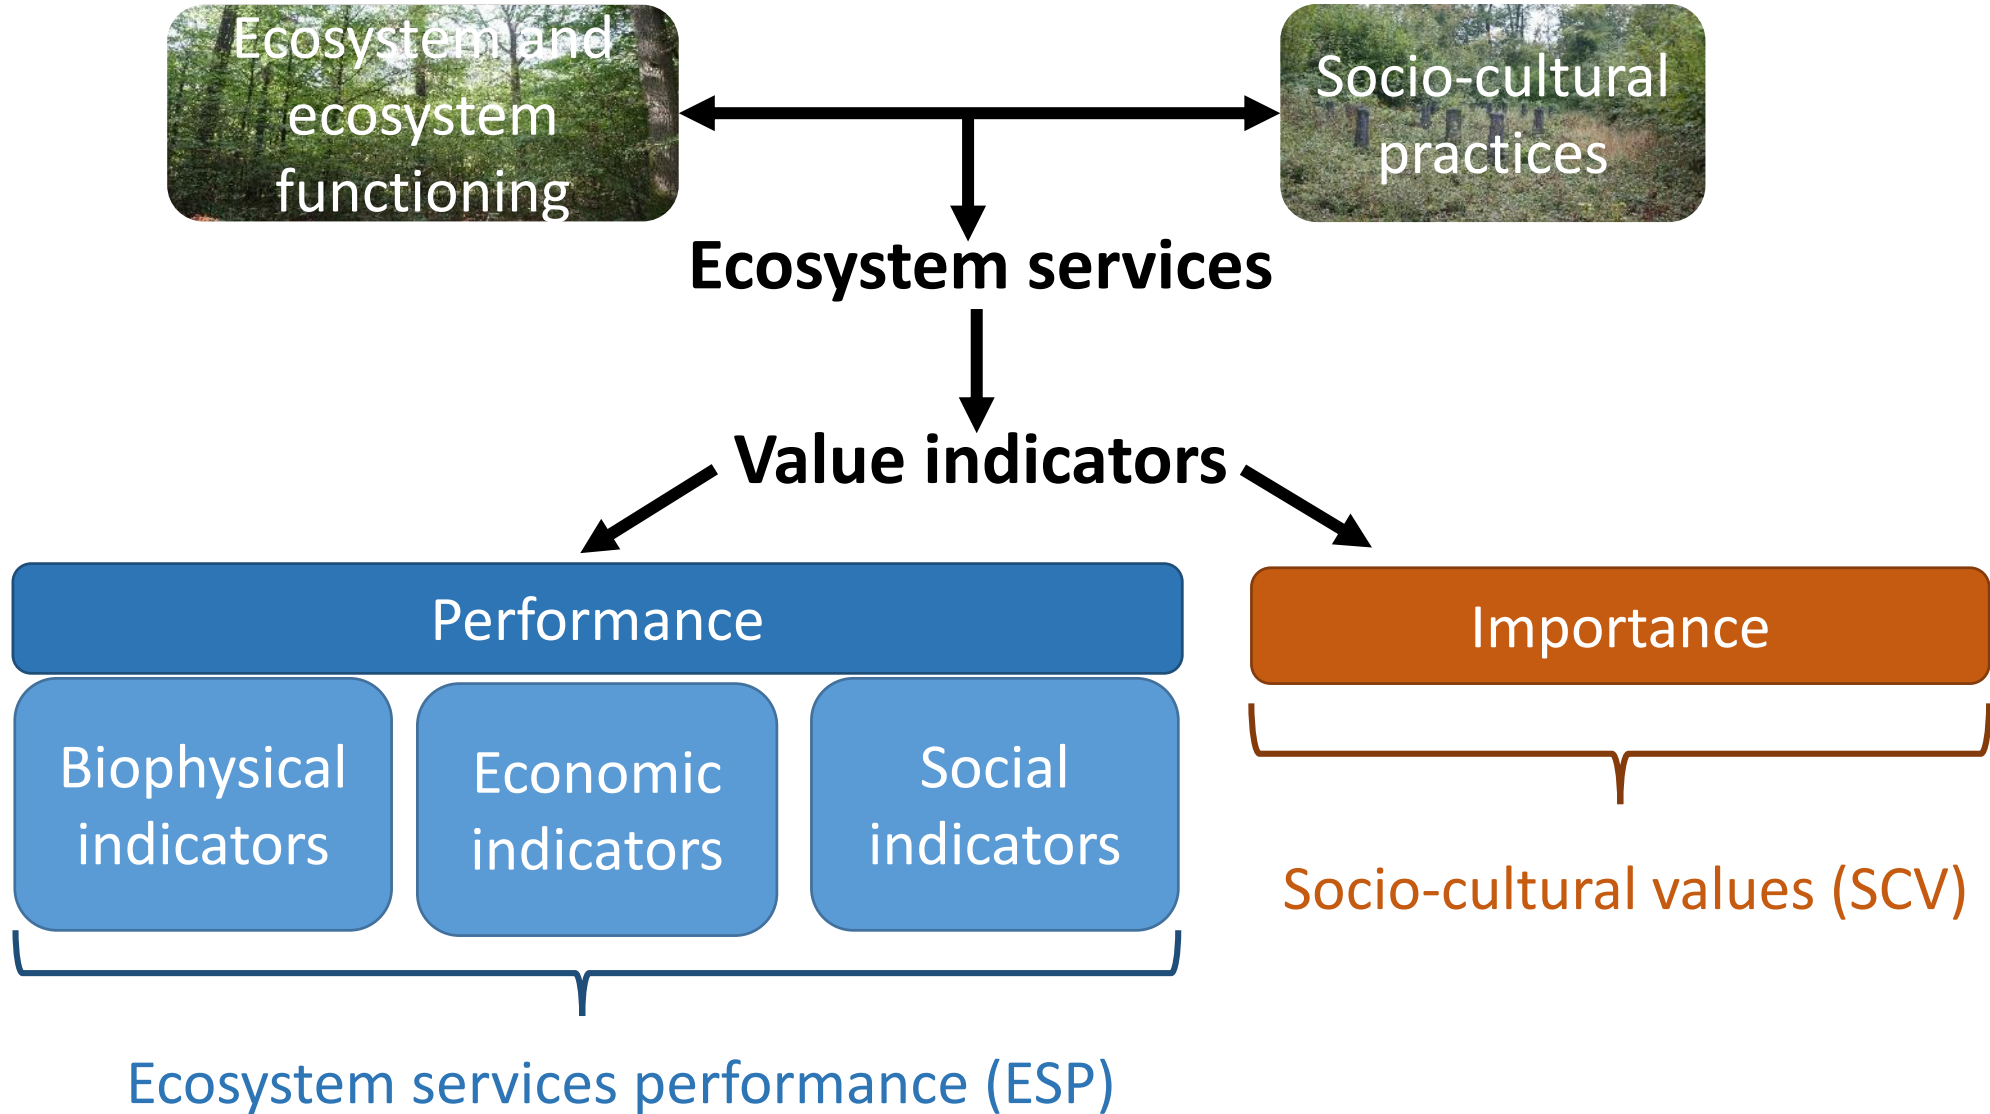 Ecosystem and
ecosystem
functioning
Socio-cultural
practices
Ecosystem services
Value indicators
Performance
Importance
Biophysical
indicators
Economic
indicators
Social
indicators
Socio-cultural values (SCV)
Ecosystem services performance (ESP)